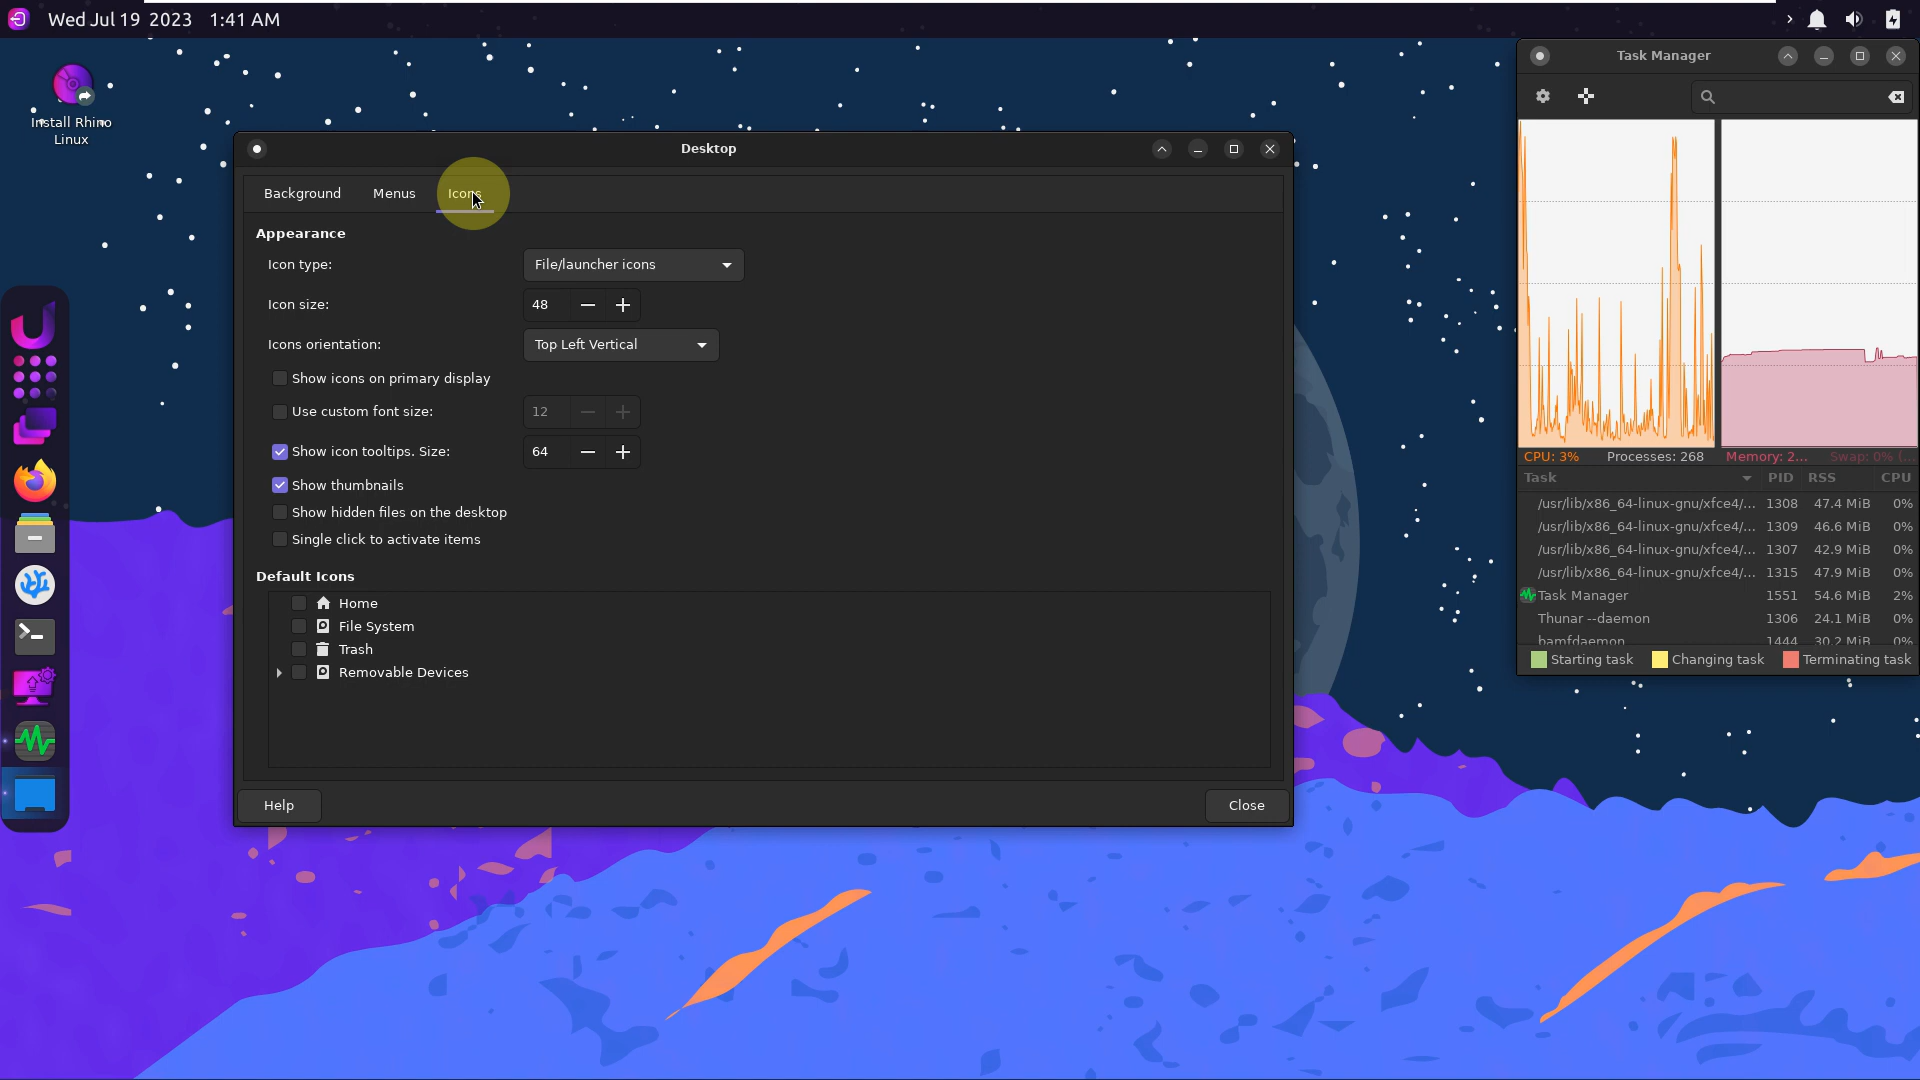 Wed Jul 19 2023 1:41 AM
Install Rhino
Linux
Desktop
Background Menus Icons
Appearance
Icon type: File/launcher icons
Icon size: 48
Icons orientation: Top Left Vertical
Show icons on primary display
Use custom font size: 12
Show icon tooltips. Size: 64
Show thumbnails
Show hidden files on the desktop
Single click to activate items
Default Icons
Home
File System
Trash
Removable Devices
Help Close
Task Manager
CPU: 3% Processes: 268 Memory: 2... Swap: 0% (...
Task PID RSS CPU
/usr/lib/x86_64-linux-gnu/xfce4/... 1308 47.4 MiB 0%
/usr/lib/x86_64-linux-gnu/xfce4/... 1309 46.6 MiB 0%
/usr/lib/x86_64-linux-gnu/xfce4/... 1307 42.9 MiB 0%
/usr/lib/x86_64-linux-gnu/xfce4/... 1315 47.9 MiB 0%
Task Manager 1551 54.6 MiB 2%
Thunar --daemon 1306 24.1 MiB 0%
bamfdaemon 1444 30.2 MiB 0%
Starting task Changing task Terminating task